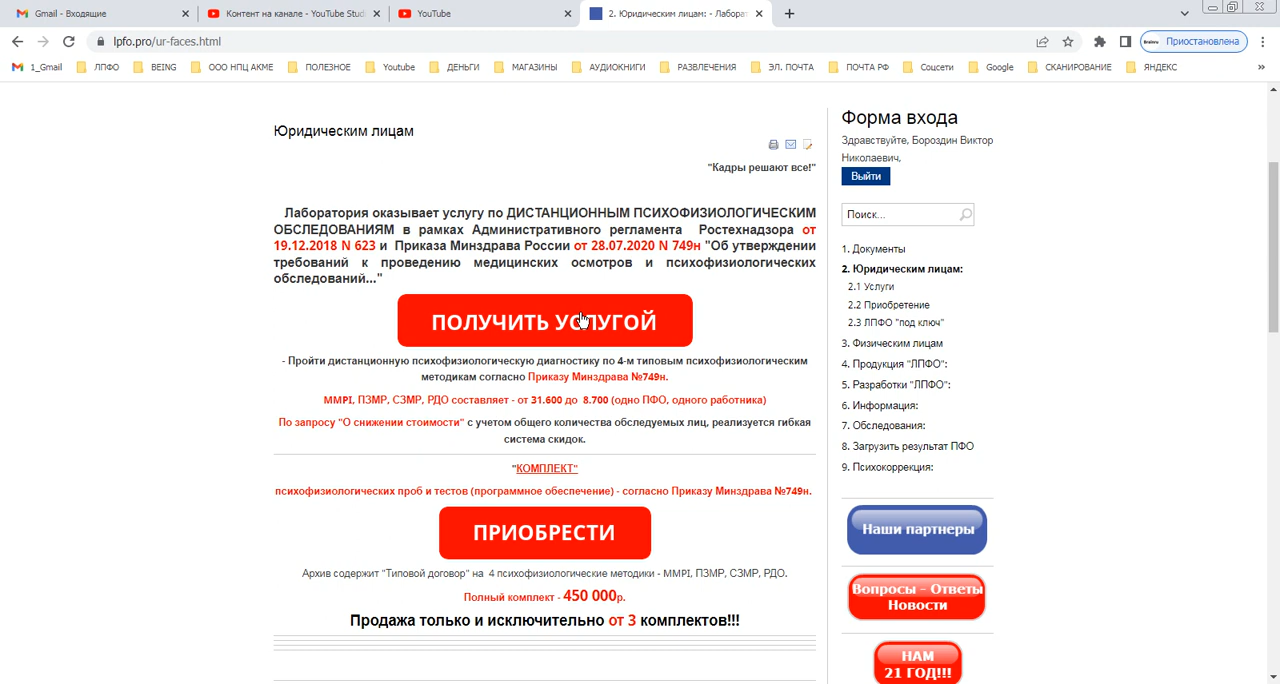 Gmail - Входящие
Контент на канале - YouTube Stud
YouTube
2. Юридическим лицам: - Лаборат
lpfo.pro/ur-faces.html
Приостановлена
1_Gmail
ЛПФО
BEING
ООО НПЦ АКМЕ
ПОЛЕЗНОЕ
Youtube
ДЕНЬГИ
МАГАЗИНЫ
АУДИОКНИГИ
РАЗВЛЕЧЕНИЯ
ЭЛ. ПОЧТА
ПОЧТА РФ
Соцсети
Google
СКАНИРОВАНИЕ
ЯНДЕКС
»
Юридическим лицам
"Кадры решают все!"
Лаборатория оказывает услугу по ДИСТАНЦИОННЫМ ПСИХОФИЗИОЛОГИЧЕСКИМ
ОБСЛЕДОВАНИЯМ в рамках Административного регламента Ростехнадзора от
19.12.2018 N 623 и Приказа Минздрава России от 28.07.2020 N 749н "Об утверждении
требований к проведению медицинских осмотров и психофизиологических
обследований..."
ПОЛУЧИТЬ УСЛУГОЙ
- Пройти дистанционную психофизиологическую диагностику по 4-м типовым психофизиологическим
методикам согласно Приказу Минздрава №749н.
MMPI, ПЗМР, СЗМР, РДО составляет - от 31.600 до 8.700 (одно ПФО, одного работника)
По запросу "О снижении стоимости" с учетом общего количества обследуемых лиц, реализуется гибкая
система скидок.
"КОМПЛЕКТ"
психофизиологических проб и тестов (программное обеспечение) - согласно Приказу Минздрава №749н.
ПРИОБРЕСТИ
Архив содержит "Типовой договор" на 4 психофизиологические методики - MMPI, ПЗМР, СЗМР, РДО.
Полный комплект - 450 000р.
Продажа только и исключительно от 3 комплектов!!!
Форма входа
Здравствуйте, Бороздин Виктор
Николаевич,
Выйти
Поиск...
1. Документы
2. Юридическим лицам:
2.1 Услуги
2.2 Приобретение
2.3 ЛПФО "под ключ"
3. Физическим лицам
4. Продукция "ЛПФО":
5. Разработки "ЛПФО":
6. Информация:
7. Обследования:
8. Загрузить результат ПФО
9. Психокоррекция:
Наши партнеры
Вопросы - Ответы
Новости
НАМ
21 ГОД!!!